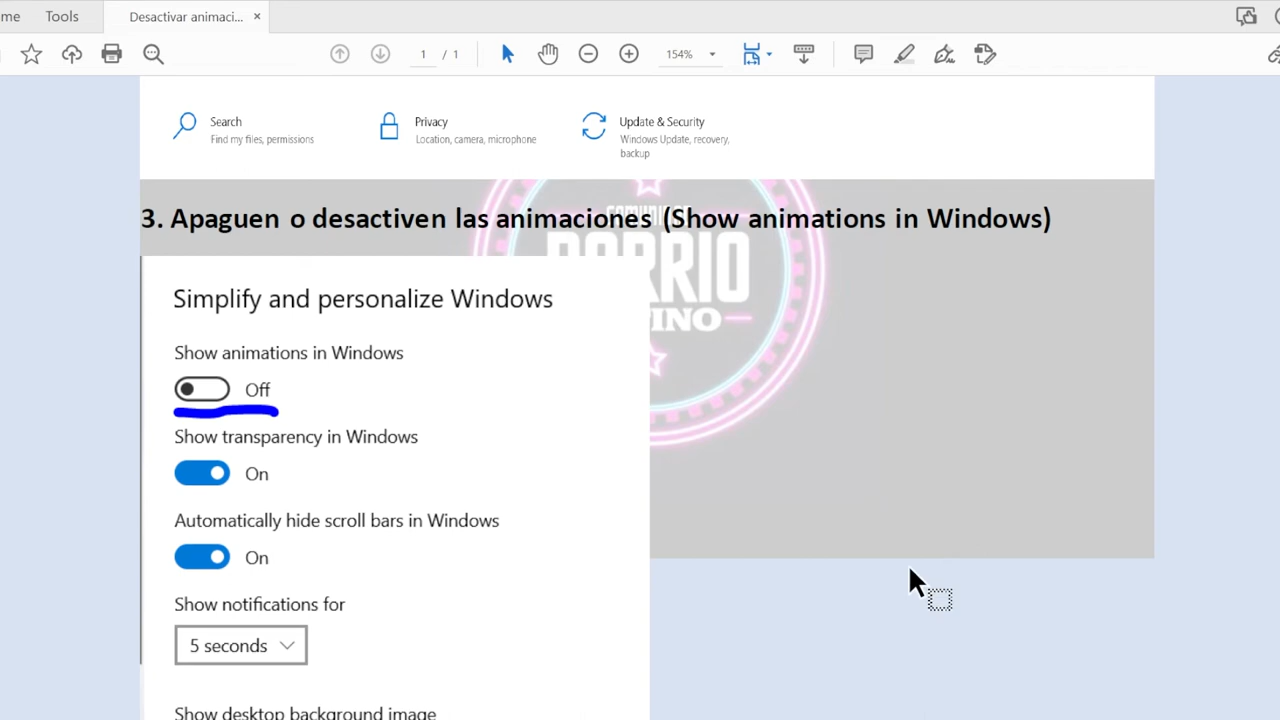 me
Tools
Desactivar animaci... ×
1 / 1
154%
Search
Find my files, permissions
Privacy
Location, camera, microphone
Update & Security
Windows Update, recovery,
backup
3. Apaguen o desactiven las animaciones (Show animations in Windows)
Simplify and personalize Windows
Show animations in Windows
Off
Show transparency in Windows
On
Automatically hide scroll bars in Windows
On
Show notifications for
5 seconds
Show desktop background image